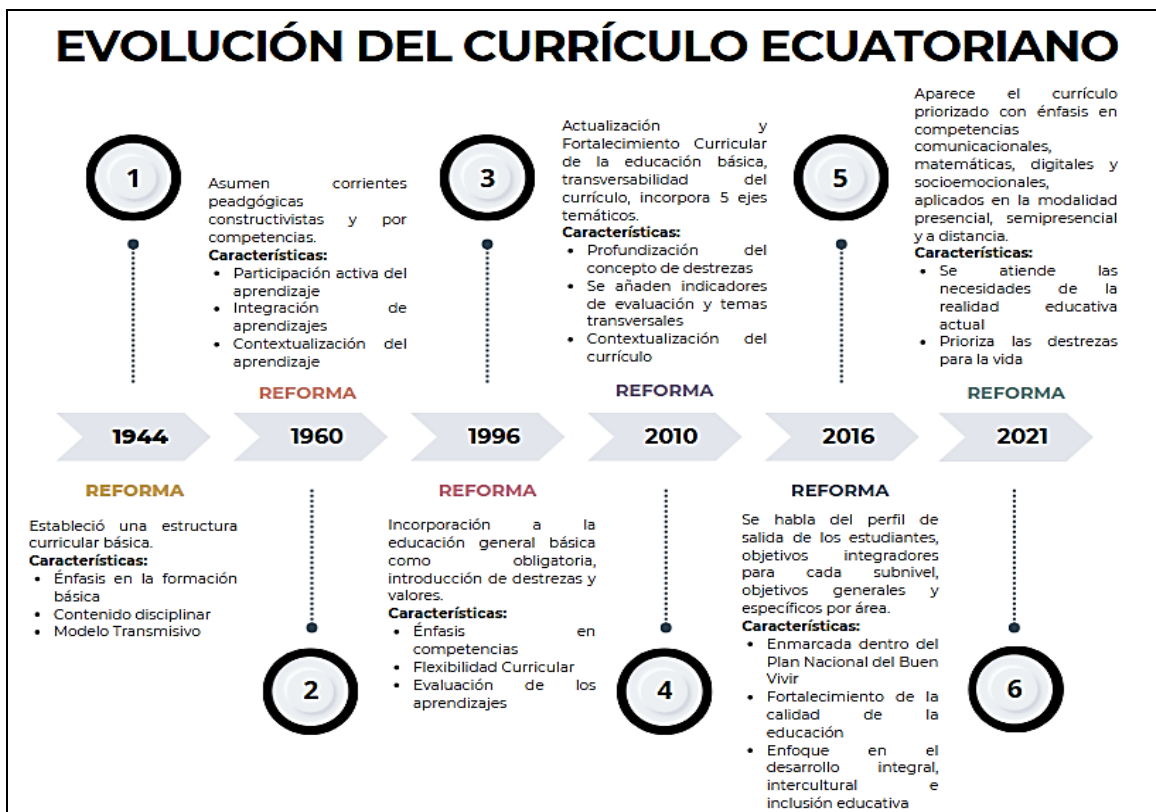 EVOLUCIÓN DEL CURRÍCULO ECUATORIANO
1
Asumen corrientes
peadgógicas
constructivistas y por
competencias.
Características:
• Participación activa del
aprendizaje
• Integración de
aprendizajes
• Contextualización del
aprendizaje
3
Actualización y
Fortalecimiento Curricular
de la educación básica,
transversabilidad del
currículo, incorpora 5 ejes
temáticos.
Características:
• Profundización del
concepto de destrezas
• Se añaden indicadores
de evaluación y temas
transversales
• Contextualización del
currículo
5
Aparece el currículo
priorizado con énfasis en
competencias
comunicacionales,
matemáticas, digitales y
socioemocionales,
aplicados en la modalidad
presencial, semipresencial
y a distancia.
Características:
• Se atiende las
necesidades de la
realidad educativa
actual
• Prioriza las destrezas
para la vida
REFORMA
REFORMA
REFORMA
1944
1960
1996
2010
2016
2021
REFORMA
Estableció una estructura
curricular básica.
Características:
• Énfasis en la formación
básica
• Contenido disciplinar
• Modelo Transmisivo
2
REFORMA
Incorporación a la
educación general básica
como obligatoria,
introducción de destrezas y
valores.
Características:
• Énfasis en
competencias
• Flexibilidad Curricular
• Evaluación de los
aprendizajes
4
REFORMA
Se habla del perfil de
salida de los estudiantes,
objetivos integradores
para cada subnivel,
objetivos generales y
específicos por área.
Características:
• Enmarcada dentro del
Plan Nacional del Buen
Vivir
• Fortalecimiento de la
calidad de la
educación
• Enfoque en el
desarrollo integral,
intercultural e
inclusión educativa
6